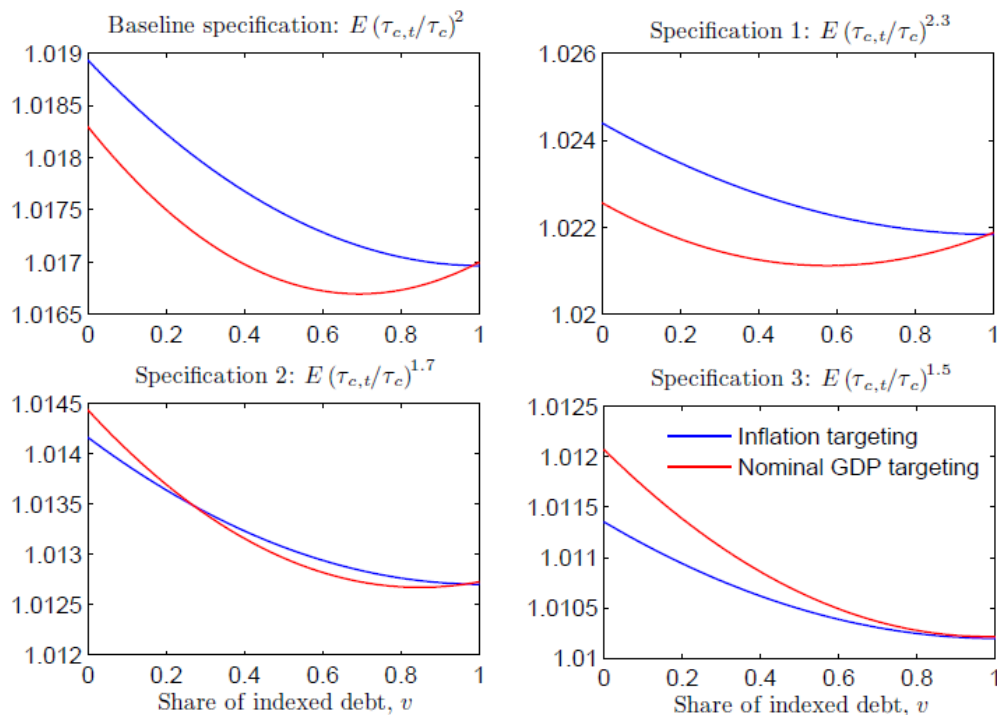 Baseline specification: E (τc,t/τc)^2
1.019
1.0185
1.018
1.0175
1.017
1.0165
0 0.2 0.4 0.6 0.8 1
Specification 1: E (τc,t/τc)^2.3
1.026
1.024
1.022
1.02
0 0.2 0.4 0.6 0.8 1
Specification 2: E (τc,t/τc)^1.7
1.0145
1.014
1.0135
1.013
1.0125
1.012
0 0.2 0.4 0.6 0.8 1
Share of indexed debt, v
Specification 3: E (τc,t/τc)^1.5
1.0125
1.012
1.0115
1.011
1.0105
1.01
Inflation targeting
Nominal GDP targeting
0 0.2 0.4 0.6 0.8 1
Share of indexed debt, v